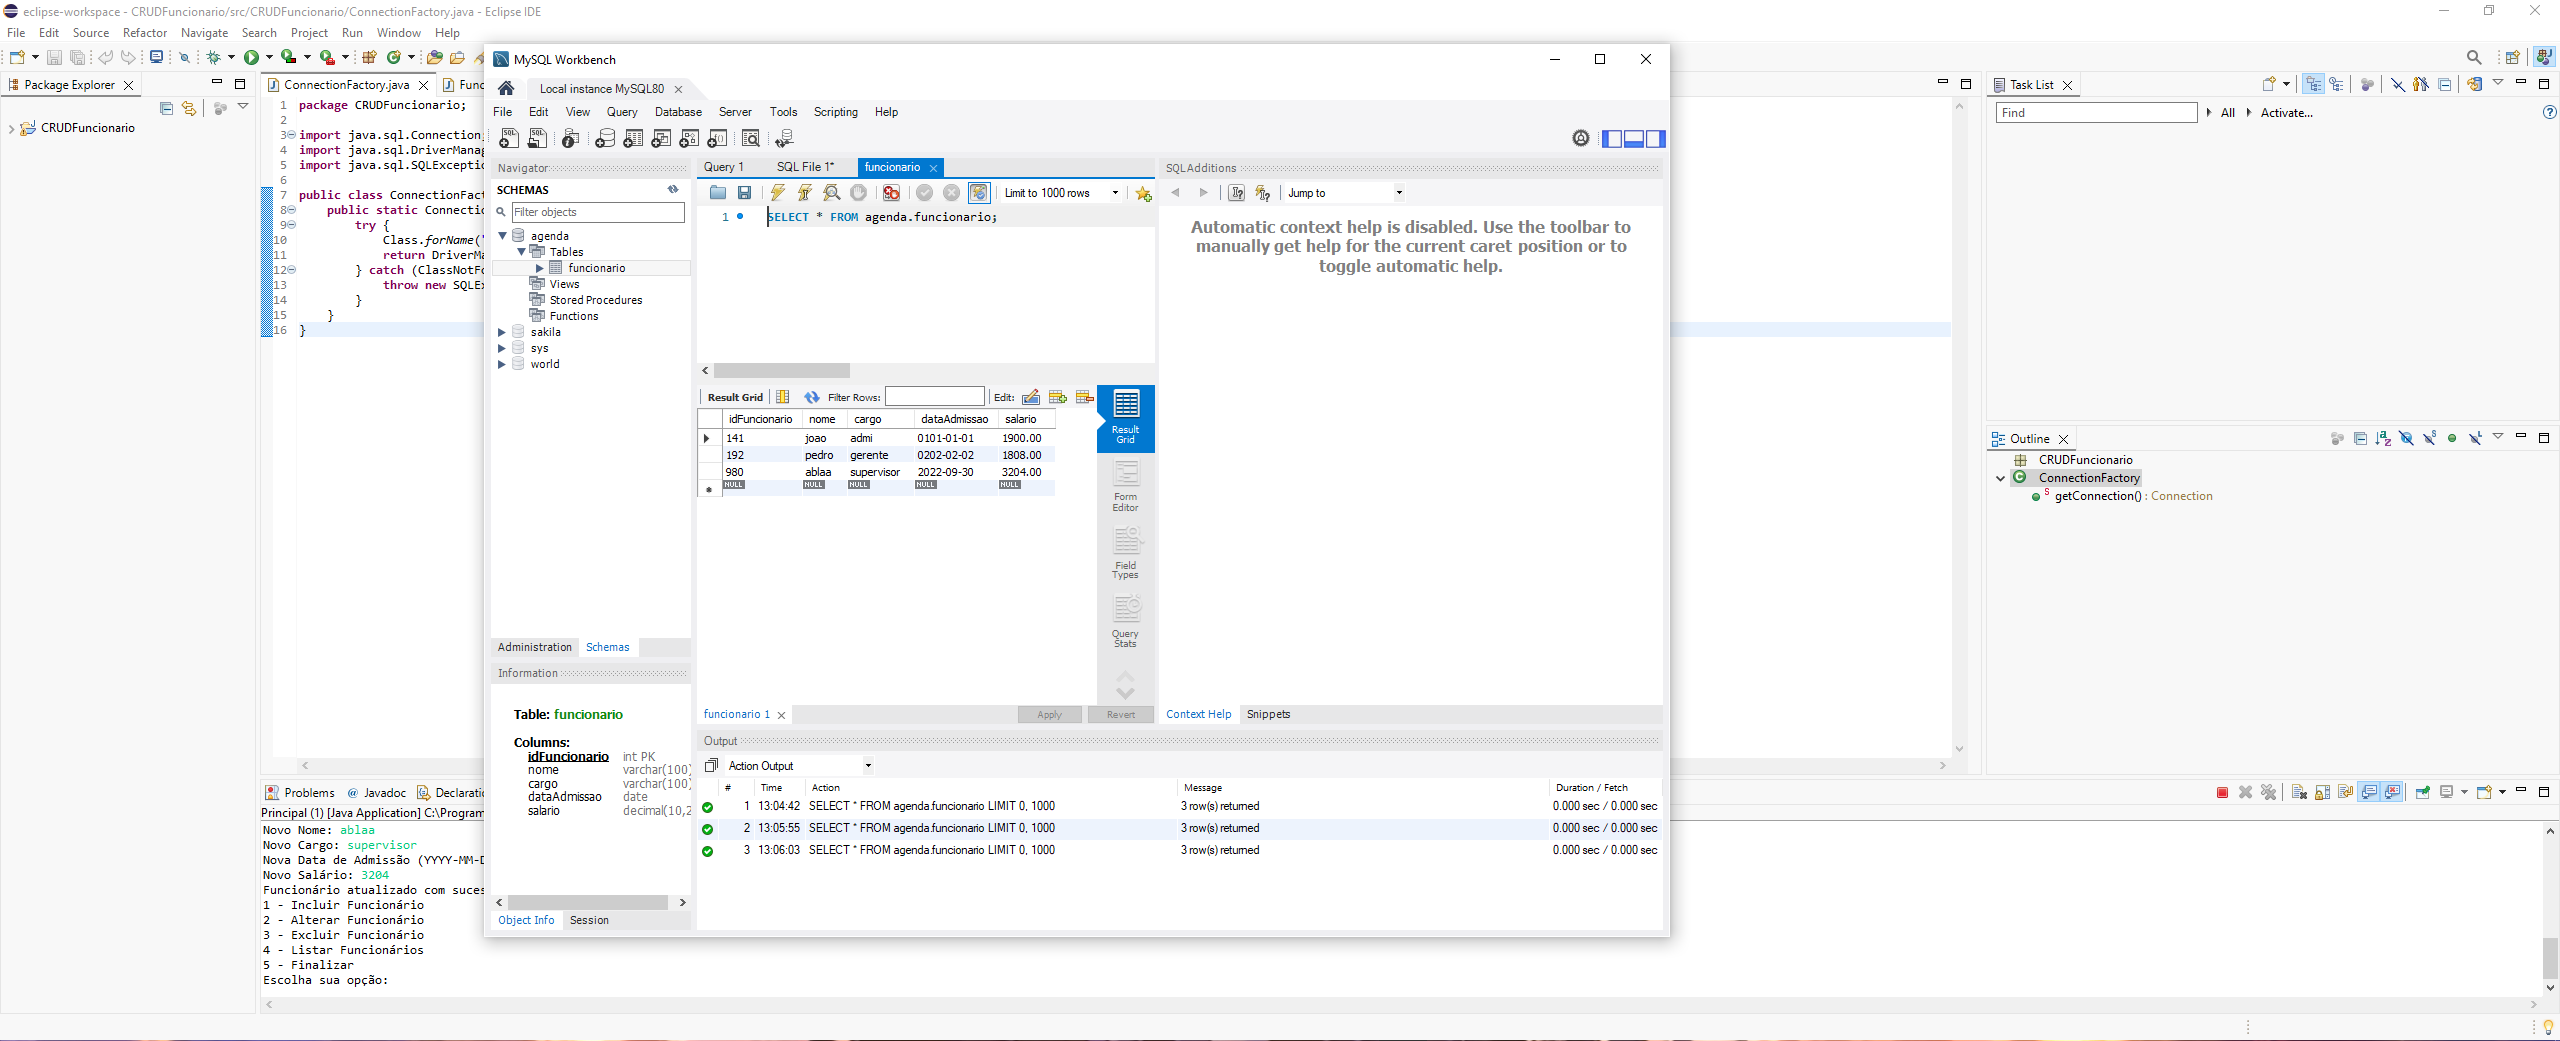 eclipse-workspace - CRUDFuncionario/src/CRUDFuncionario/ConnectionFactory.java - Eclipse IDE
File Edit Source Refactor Navigate Search Project Run Window Help
Package Explorer
CRUDFuncionario
ConnectionFactory.java
Func
1 package CRUDFuncionario;
2
3 import java.sql.Connection;
4 import java.sql.DriverManag
5 import java.sql.SQLExceptio
6
7 public class ConnectionFact
8 public static Connectio
9 try {
10 Class.forName("
11 return DriverMa
12 } catch (ClassNotFo
13 throw new SQLEx
14 }
15 }
16 }
MySQL Workbench
Local instance MySQL80
File Edit View Query Database Server Tools Scripting Help
Navigator
SCHEMAS
Filter objects
agenda
Tables
funcionario
Views
Stored Procedures
Functions
sakila
sys
world
Administration Schemas
Information
Table: funcionario
Columns:
idFuncionario int PK
nome varchar(100)
cargo varchar(100)
dataAdmissao date
salario decimal(10,2
Object Info Session
Query 1 SQL File 1* funcionario
Limit to 1000 rows
1 SELECT * FROM agenda.funcionario;
Result Grid Filter Rows: Edit:
idFuncionario nome cargo dataAdmissao salario
141 joao admi 0101-01-01 1900.00
192 pedro gerente 0202-02-02 1808.00
980 ablaa supervisor 2022-09-30 3204.00
NULL NULL NULL NULL NULL
Result Grid
Form Editor
Field Types
Query Stats
funcionario 1 Apply Revert
SQLAdditions
Jump to
Automatic context help is disabled. Use the toolbar to
manually get help for the current caret position or to
toggle automatic help.
Context Help Snippets
Output
Action Output
# Time Action Message Duration / Fetch
1 13:04:42 SELECT * FROM agenda.funcionario LIMIT 0, 1000 3 row(s) returned 0.000 sec / 0.000 sec
2 13:05:55 SELECT * FROM agenda.funcionario LIMIT 0, 1000 3 row(s) returned 0.000 sec / 0.000 sec
3 13:06:03 SELECT * FROM agenda.funcionario LIMIT 0, 1000 3 row(s) returned 0.000 sec / 0.000 sec
Task List
Find All Activate...
Outline
CRUDFuncionario
ConnectionFactory
getConnection() : Connection
Problems @ Javadoc Declaratio
Principal (1) [Java Application] C:\Program
Novo Nome: ablaa
Novo Cargo: supervisor
Nova Data de Admissão (YYYY-MM-D
Novo Salário: 3204
Funcionário atualizado com suces
1 - Incluir Funcionário
2 - Alterar Funcionário
3 - Excluir Funcionário
4 - Listar Funcionários
5 - Finalizar
Escolha sua opção: